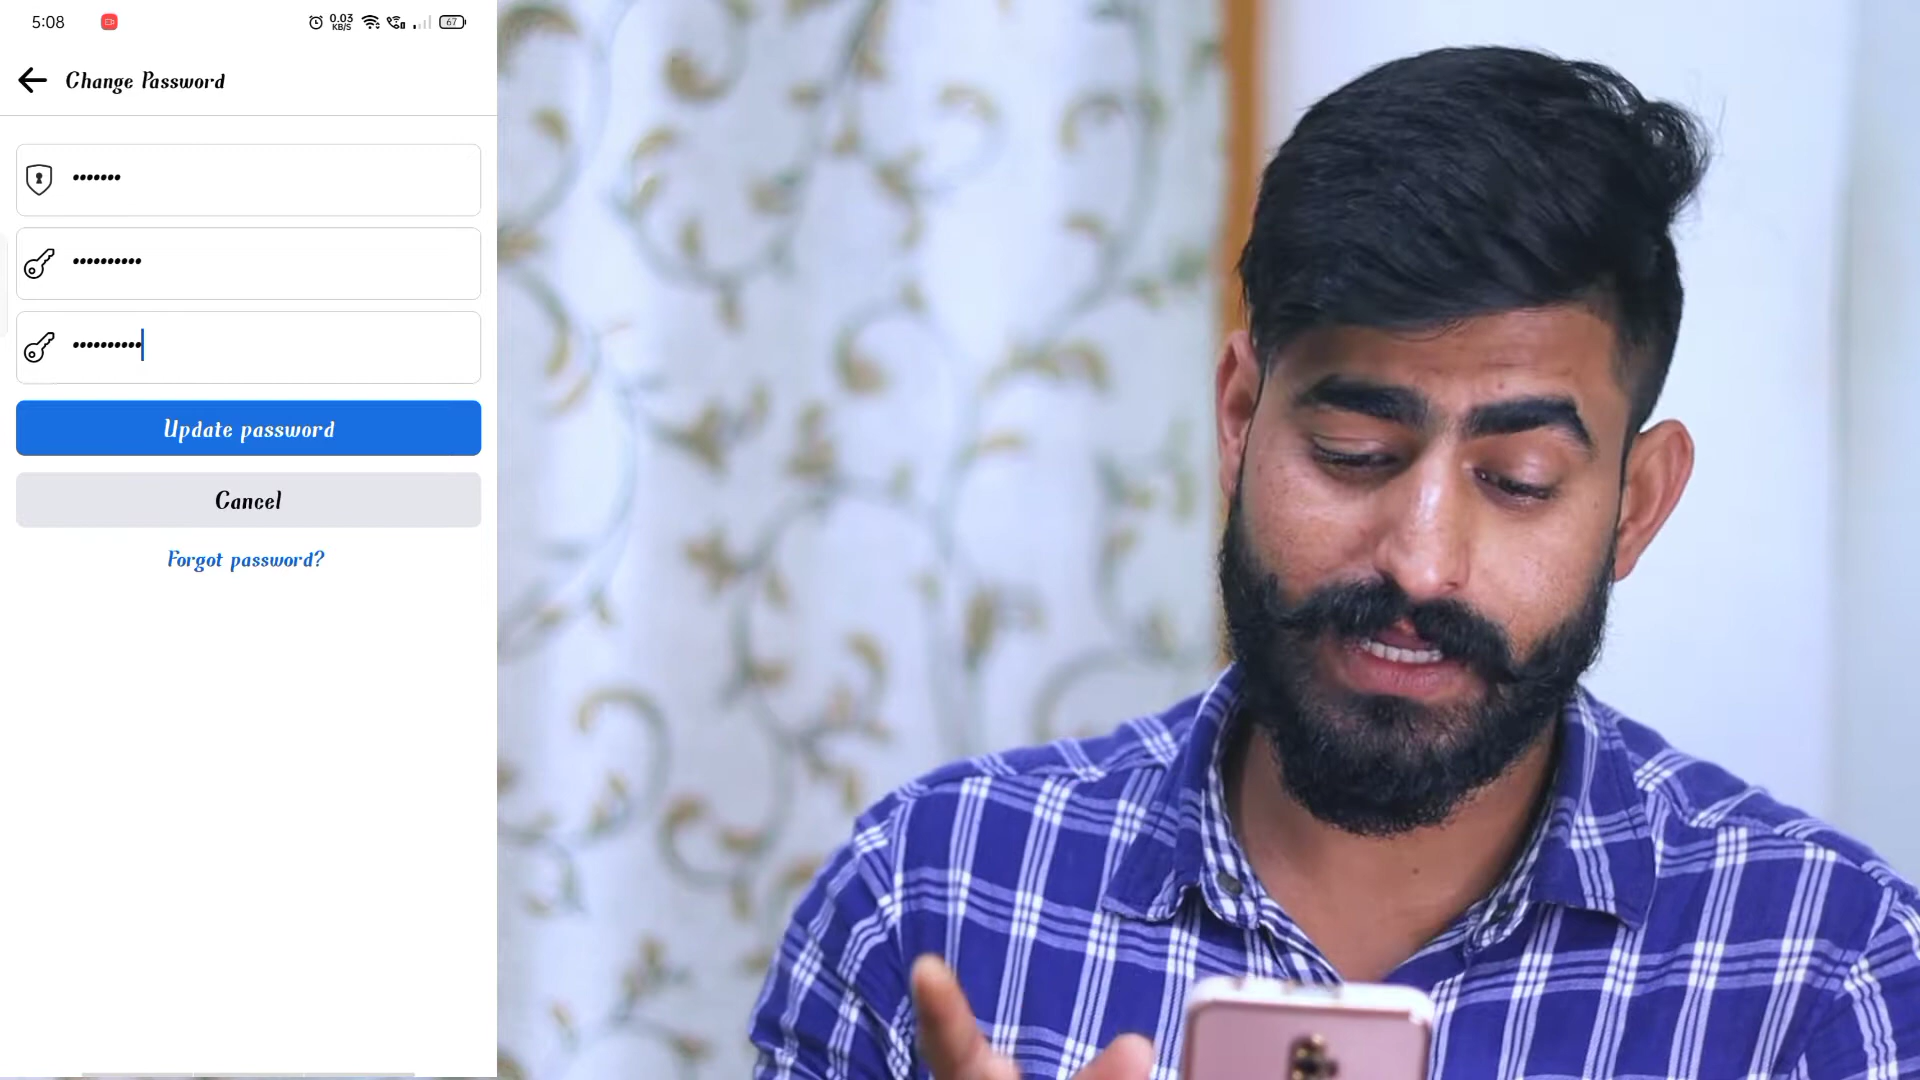 5:08
0.03
KB/S
67
Change Password
•••••••
••••••••••
••••••••••
Update password
Cancel
Forgot password?